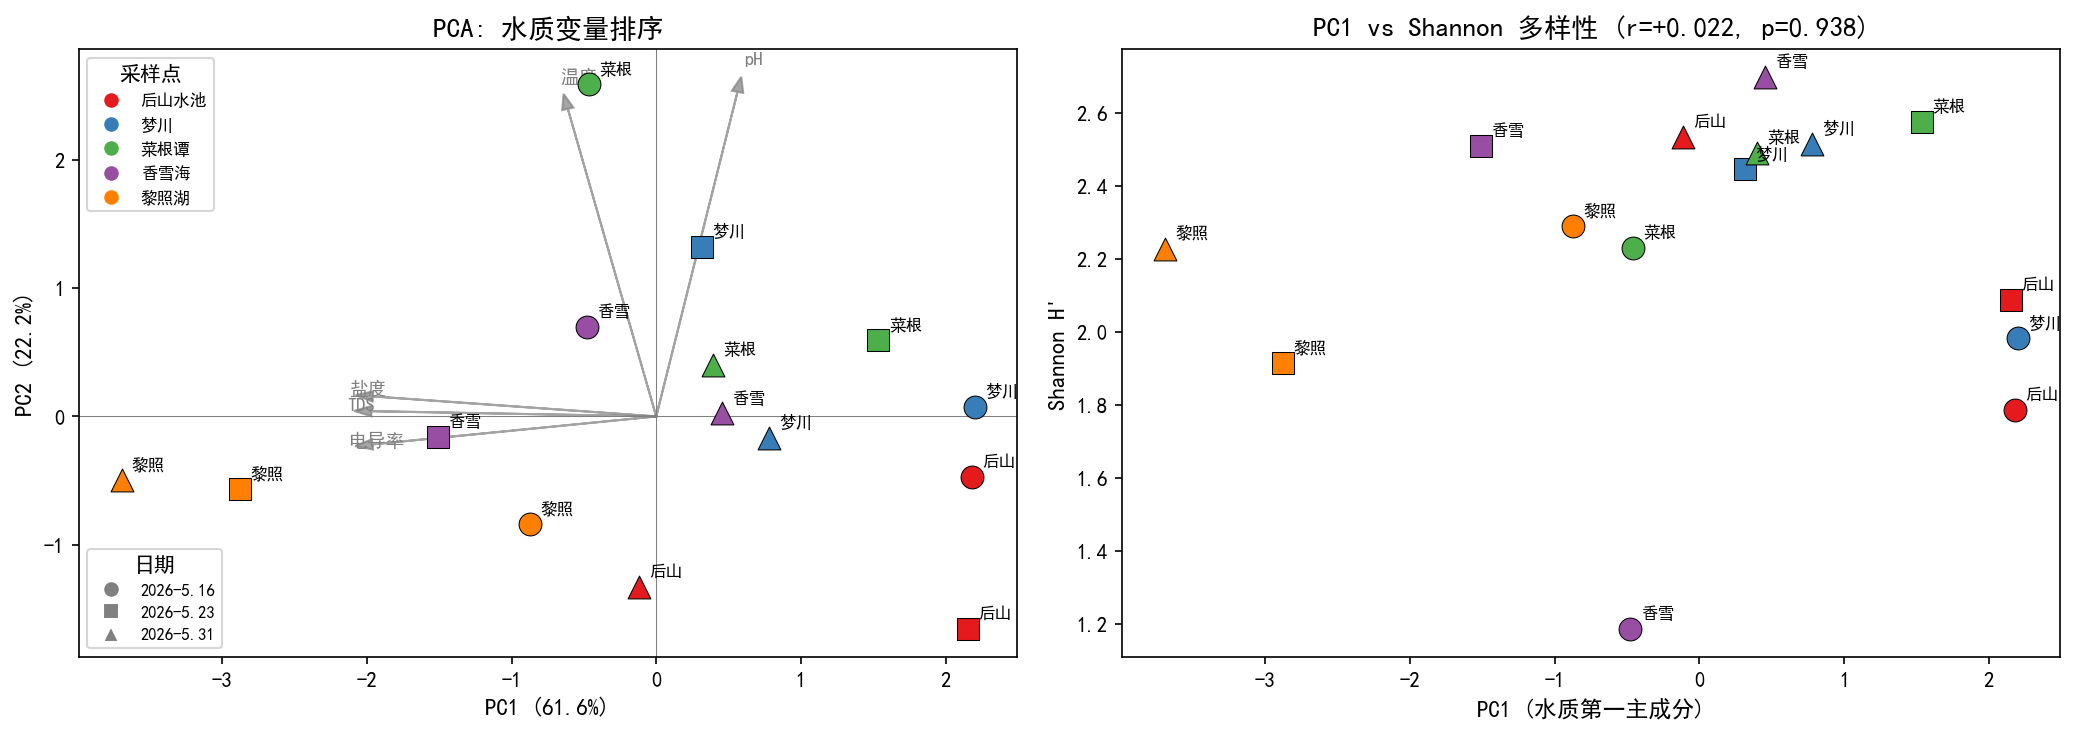 PCA: 水质变量排序
采样点
后山水池
梦川
菜根谭
香雪海
黎照湖
温度
菜根
pH
梦川
香雪
菜根
菜根
盐度
TDS
香雪
梦川
梦川
香雪
电导率
后山
黎照
黎照
黎照
后山
后山
日期
2026-5.16
2026-5.23
2026-5.31
2
1
0
−1
−3
−2
−1
0
1
2
PC2 (22.2%)
PC1 (61.6%)
PC1 vs Shannon 多样性 (r=+0.022, p=0.938)
香雪
菜根
香雪
后山
梦川
菜根
梦川
黎照
菜根
黎照
后山
梦川
黎照
后山
香雪
2.6
2.4
2.2
2.0
1.8
1.6
1.4
1.2
−3
−2
−1
0
1
2
Shannon H'
PC1 (水质第一主成分)